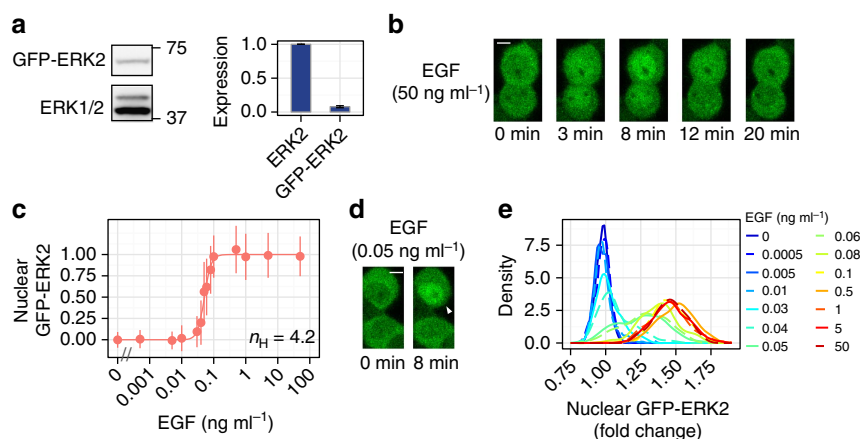 a
GFP-ERK2
75
ERK1/2
37
Expression
1.0
0.5
0.0
ERK2
GFP-ERK2
b
EGF
(50 ng ml⁻¹)
0 min 3 min 8 min 12 min 20 min
c
Nuclear
GFP-ERK2
1.00
0.75
0.50
0.25
0.00
n_H = 4.2
0 0.001 0.01 0.1 1 10 100
EGF (ng ml⁻¹)
d
EGF
(0.05 ng ml⁻¹)
0 min 8 min
e
Density
7.5
5.0
2.5
0.0
0.75 1.00 1.25 1.50 1.75
Nuclear GFP-ERK2
(fold change)
EGF (ng ml⁻¹)
0
0.0005
0.005
0.01
0.03
0.04
0.05
0.06
0.08
0.1
0.5
1
5
50